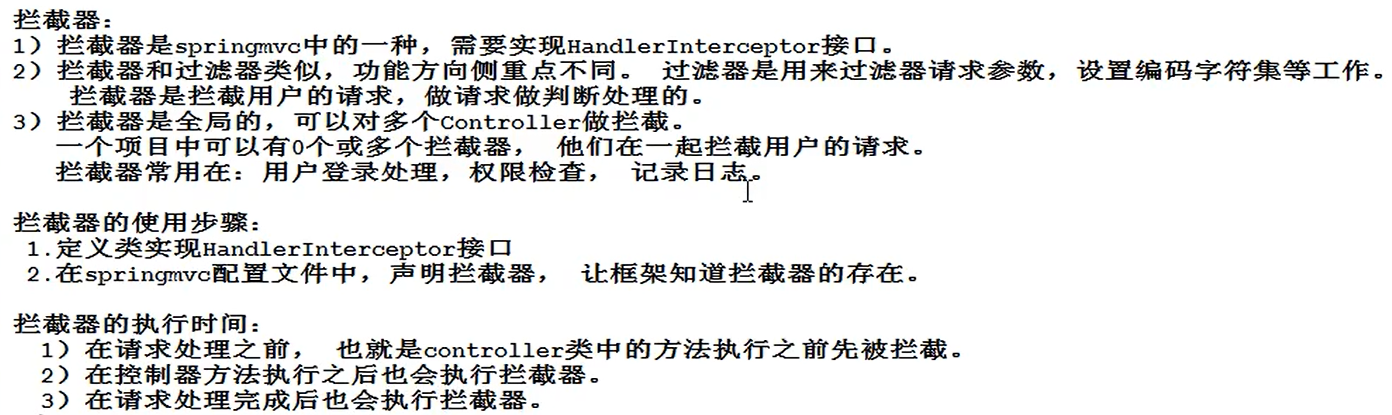 拦截器：
1）拦截器是springmvc中的一种，需要实现HandlerInterceptor接口。
2）拦截器和过滤器类似，功能方向侧重点不同。 过滤器是用来过滤器请求参数，设置编码字符集等工作。
拦截器是拦截用户的请求，做请求做判断处理的。
3）拦截器是全局的，可以对多个Controller做拦截。
一个项目中可以有0个或多个拦截器， 他们在一起拦截用户的请求。
拦截器常用在：用户登录处理，权限检查， 记录日志。
拦截器的使用步骤：
1.定义类实现HandlerInterceptor接口
2.在springmvc配置文件中，声明拦截器， 让框架知道拦截器的存在。
拦截器的执行时间：
1）在请求处理之前， 也就是controller类中的方法执行之前先被拦截。
2）在控制器方法执行之后也会执行拦截器。
3）在请求处理完成后也会执行拦截器。